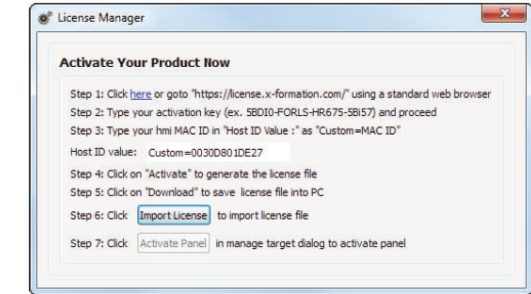 License Manager
Activate Your Product Now
Step 1: Click here or goto "https://license.x-formation.com/" using a standard web browser
Step 2: Type your activation key (ex. 5BDI0-FORLS-HR675-5BI57) and proceed
Step 3: Type your hmi MAC ID in "Host ID Value :" as "Custom=MAC ID"
Host ID value: Custom=0030D801DE27
Step 4: Click on "Activate" to generate the license file
Step 5: Click on "Download" to save license file into PC
Step 6: Click Import License to import license file
Step 7: Click Activate Panel in manage target dialog to activate panel